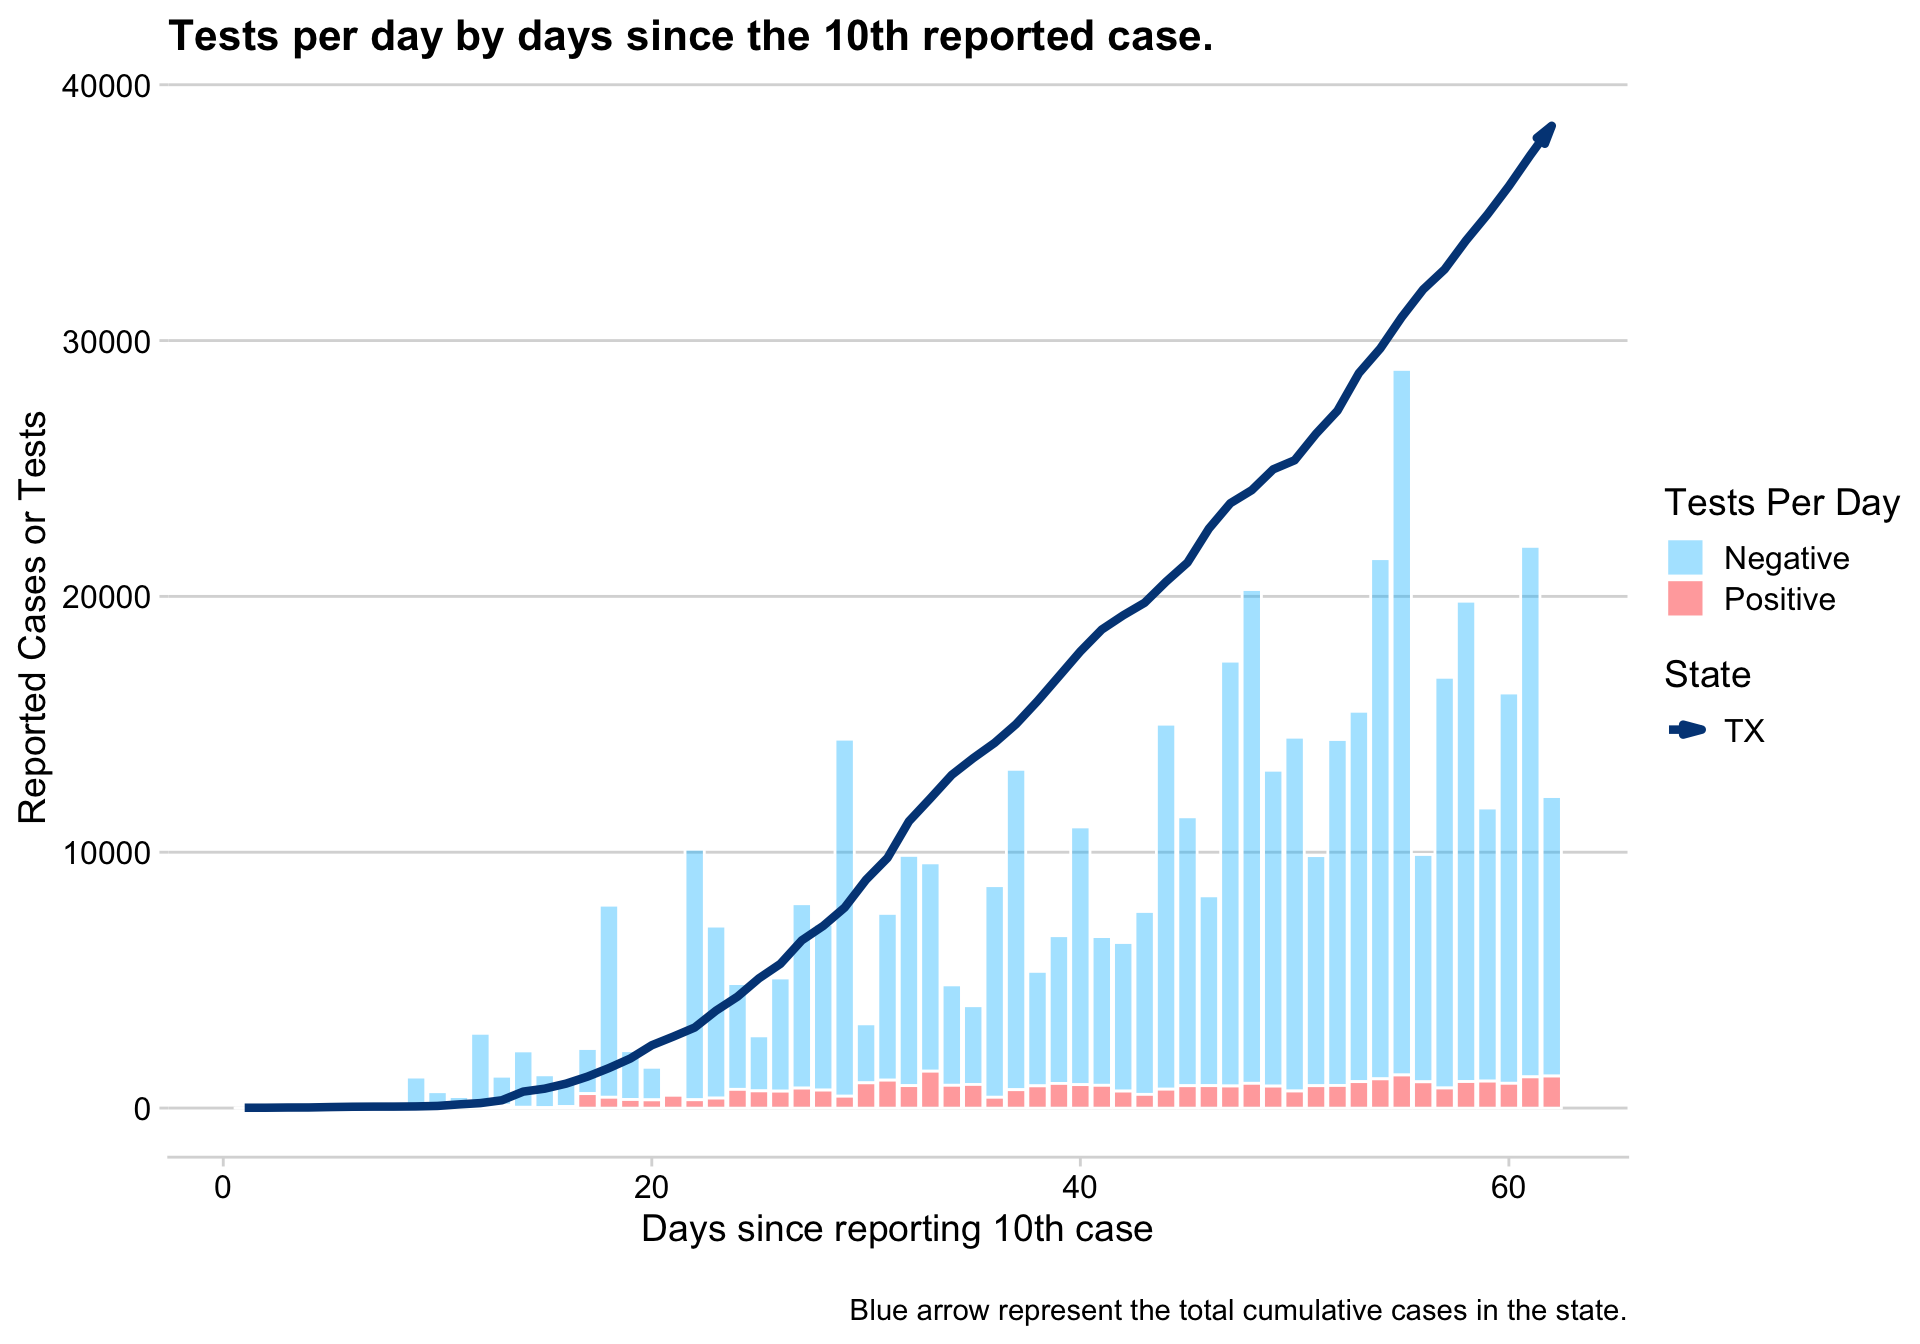 Tests per day by days since the 10th reported case.
40000
30000
20000
10000
0
Reported Cases or Tests
0
20
40
60
Days since reporting 10th case
Tests Per Day
Negative
Positive
State
TX
Blue arrow represent the total cumulative cases in the state.